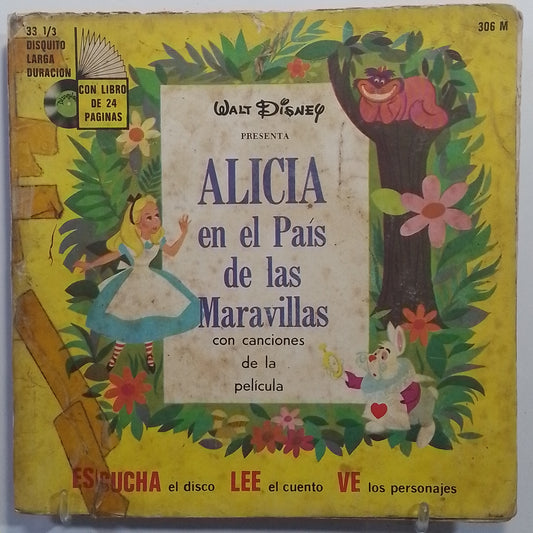 33 1/3
DISQUITO
LARGA
DURACION
CON LIBRO
DE 24
PAGINAS
306 M
WALT DISNEY
PRESENTA
ALICIA
en el País
de las
Maravillas
con canciones
de la
película
ESCUCHA el disco LEE el cuento VE los personajes